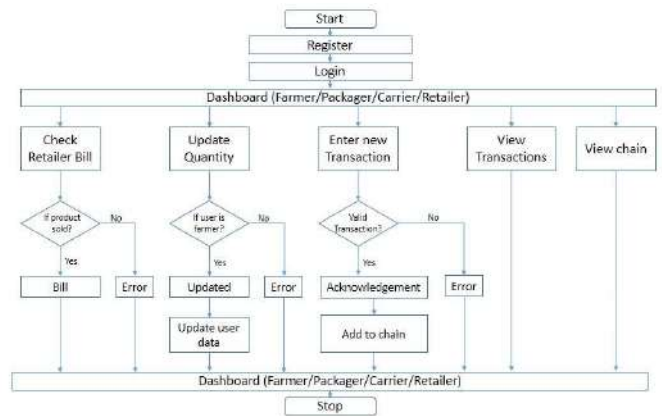 Start
Register
Login
Dashboard (Farmer/Packager/Carrier/Retailer)
Check
Retailer Bill
Update
Quantity
Enter new
Transaction
View
Transactions
View chain
If product
sold?
No
If user is
farmer?
No
Valid
Transaction?
No
Yes
Yes
Yes
Bill
Error
Updated
Error
Acknowledgement
Error
Update user
data
Add to chain
Dashboard (Farmer/Packager/Carrier/Retailer)
Stop